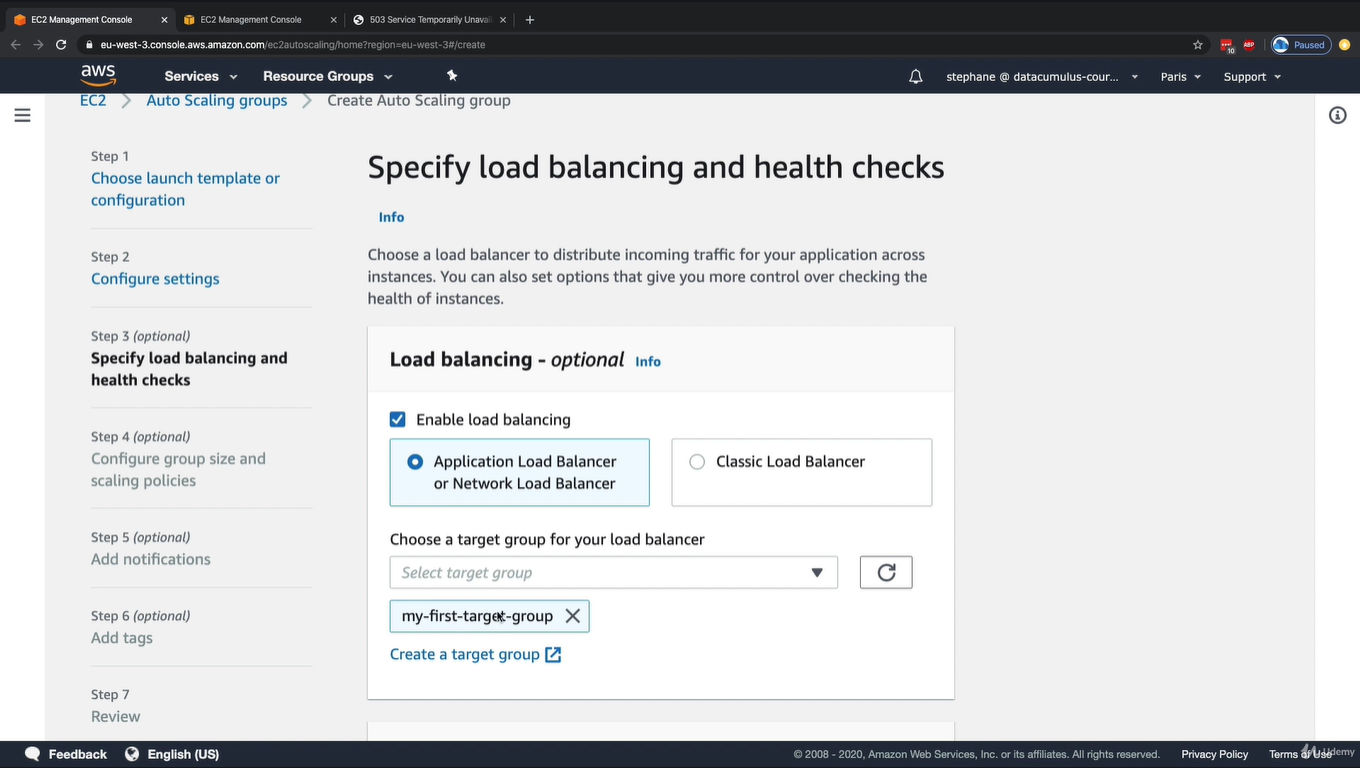 EC2 Management Console
EC2 Management Console
503 Service Temporarily Unavai
eu-west-3.console.aws.amazon.com/ec2autoscaling/home?region=eu-west-3#/create
10
ABP
Paused
aws
Services
Resource Groups
stephane @ datacumulus-cour...
Paris
Support
EC2
Auto Scaling groups
Create Auto Scaling group
Step 1
Choose launch template or
configuration
Step 2
Configure settings
Step 3 (optional)
Specify load balancing and
health checks
Step 4 (optional)
Configure group size and
scaling policies
Step 5 (optional)
Add notifications
Step 6 (optional)
Add tags
Step 7
Review
Specify load balancing and health checks
Info
Choose a load balancer to distribute incoming traffic for your application across
instances. You can also set options that give you more control over checking the
health of instances.
Load balancing - optional Info
Enable load balancing
Application Load Balancer
or Network Load Balancer
Classic Load Balancer
Choose a target group for your load balancer
Select target group
my-first-target-group
Create a target group
Feedback
English (US)
© 2008 - 2020, Amazon Web Services, Inc. or its affiliates. All rights reserved.
Privacy Policy
Terms of Use
Udemy